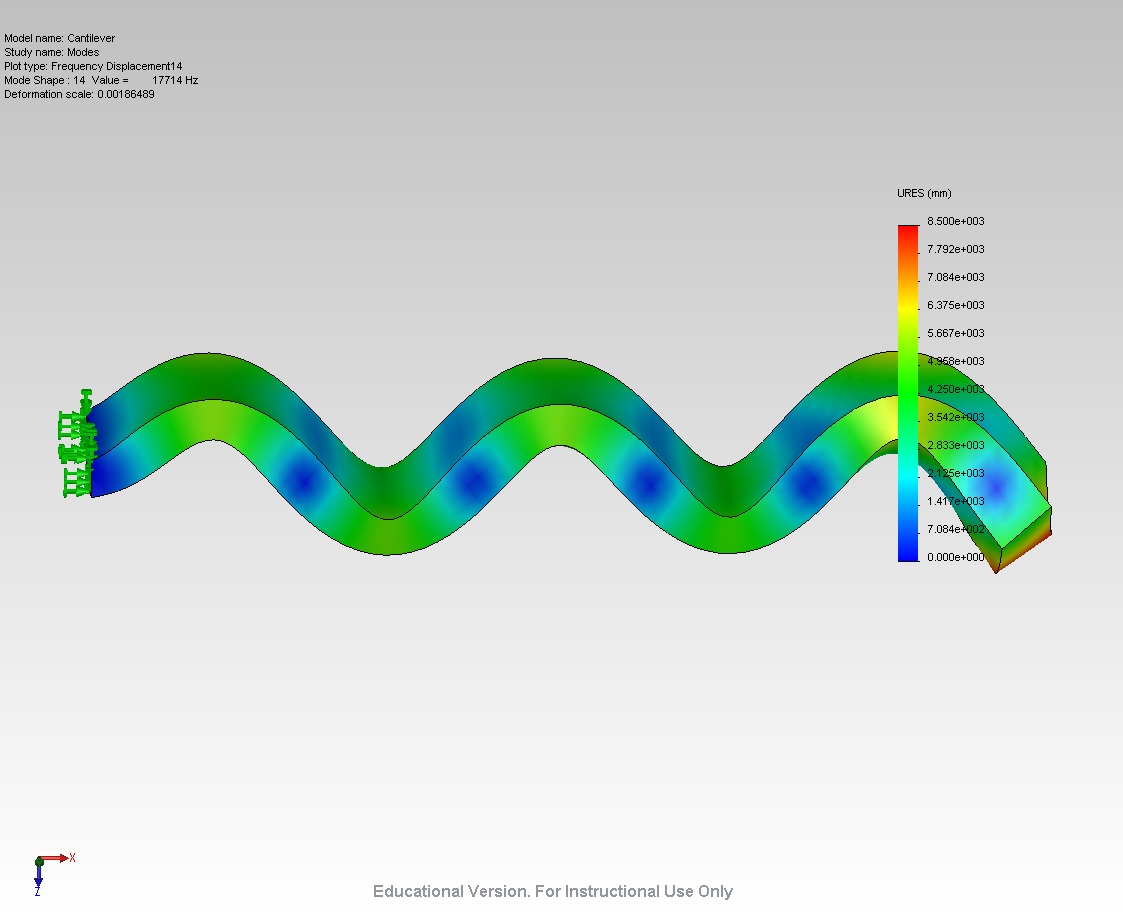 Model name: Cantilever
Study name: Modes
Plot type: Frequency Displacement14
Mode Shape : 14 Value = 17714 Hz
Deformation scale: 0.00186489
URES (mm)
8.500e+003
7.792e+003
7.084e+003
6.375e+003
5.667e+003
4.958e+003
4.250e+003
3.542e+003
2.833e+003
2.125e+003
1.417e+003
7.084e+002
0.000e+000
X
Z
Educational Version. For Instructional Use Only